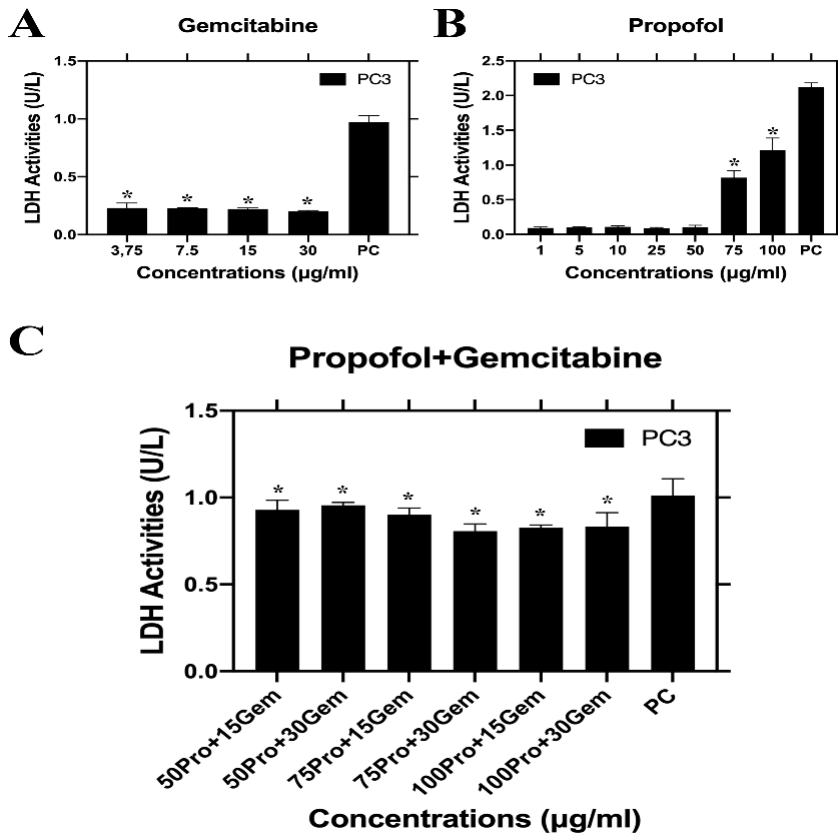 A
Gemcitabine
LDH Activities (U/L)
1.5
1.0
0.5
0.0
PC3
*
*
*
*
3,75
7.5
15
30
PC
Concentrations (µg/ml)
B
Propofol
LDH Activities (U/L)
2.5
2.0
1.5
1.0
0.5
0.0
PC3
*
*
1
5
10
25
50
75
100
PC
Concentrations (µg/ml)
C
Propofol+Gemcitabine
LDH Activities (U/L)
1.5
1.0
0.5
0.0
PC3
*
*
*
*
*
*
50Pro+15Gem
50Pro+30Gem
75Pro+15Gem
75Pro+30Gem
100Pro+15Gem
100Pro+30Gem
PC
Concentrations (µg/ml)